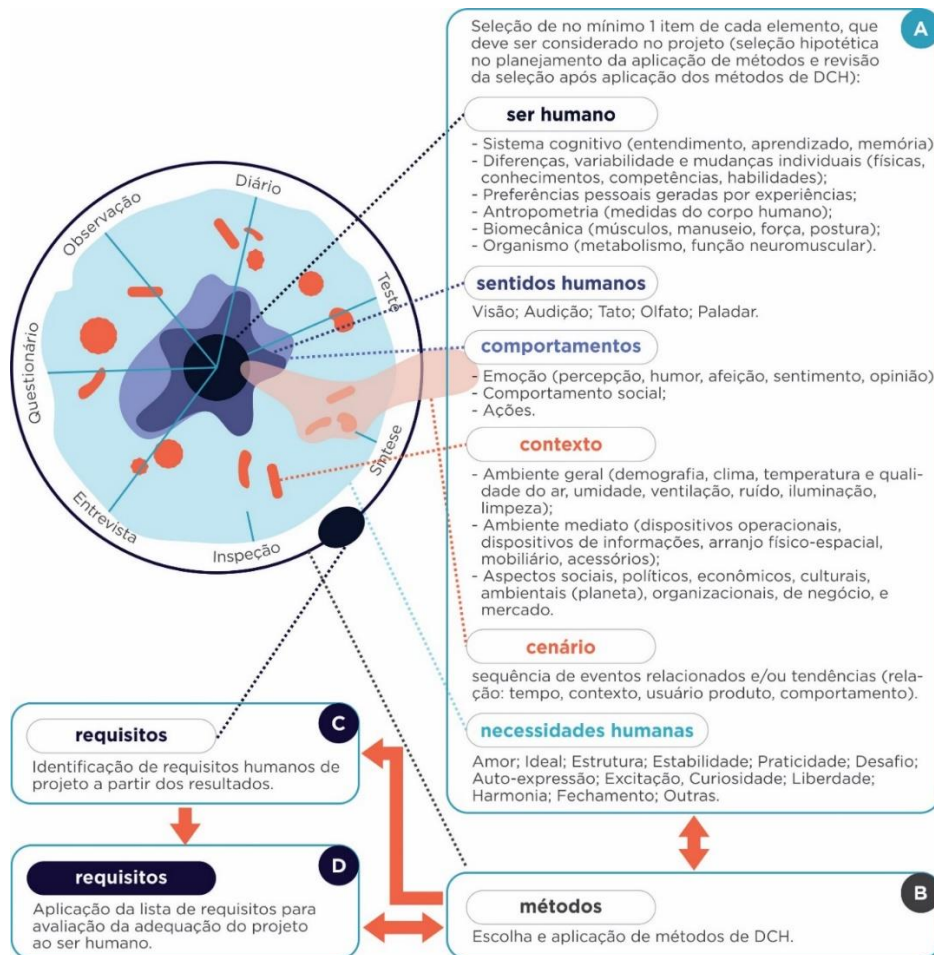 A
Seleção de no mínimo 1 item de cada elemento, que
deve ser considerado no projeto (seleção hipotética
no planejamento da aplicação de métodos e revisão
da seleção após aplicação dos métodos de DCH):
ser humano
- Sistema cognitivo (entendimento, aprendizado, memória)
- Diferenças, variabilidade e mudanças individuais (físicas,
conhecimentos, competências, habilidades);
- Preferências pessoais geradas por experiências;
- Antropometria (medidas do corpo humano);
- Biomecânica (músculos, manuseio, força, postura);
- Organismo (metabolismo, função neuromuscular).
sentidos humanos
Visão; Audição; Tato; Olfato; Paladar.
comportamentos
- Emoção (percepção, humor, afeição, sentimento, opinião)
- Comportamento social;
- Ações.
contexto
- Ambiente geral (demografia, clima, temperatura e quali-
dade do ar, umidade, ventilação, ruído, iluminação,
limpeza);
- Ambiente mediato (dispositivos operacionais,
dispositivos de informações, arranjo físico-espacial,
mobiliário, acessórios);
- Aspectos sociais, políticos, econômicos, culturais,
ambientais (planeta), organizacionais, de negócio, e
mercado.
cenário
sequência de eventos relacionados e/ou tendências (rela-
ção: tempo, contexto, usuário produto, comportamento).
necessidades humanas
Amor; Ideal; Estrutura; Estabilidade; Praticidade; Desafio;
Auto-expressão; Excitação, Curiosidade; Liberdade;
Harmonia; Fechamento; Outras.
Diário
Observação
Teste
Questionário
Síntese
Entrevista
Inspeção
C
requisitos
Identificação de requisitos humanos de
projeto a partir dos resultados.
D
requisitos
Aplicação da lista de requisitos para
avaliação da adequação do projeto
ao ser humano.
B
métodos
Escolha e aplicação de métodos de DCH.